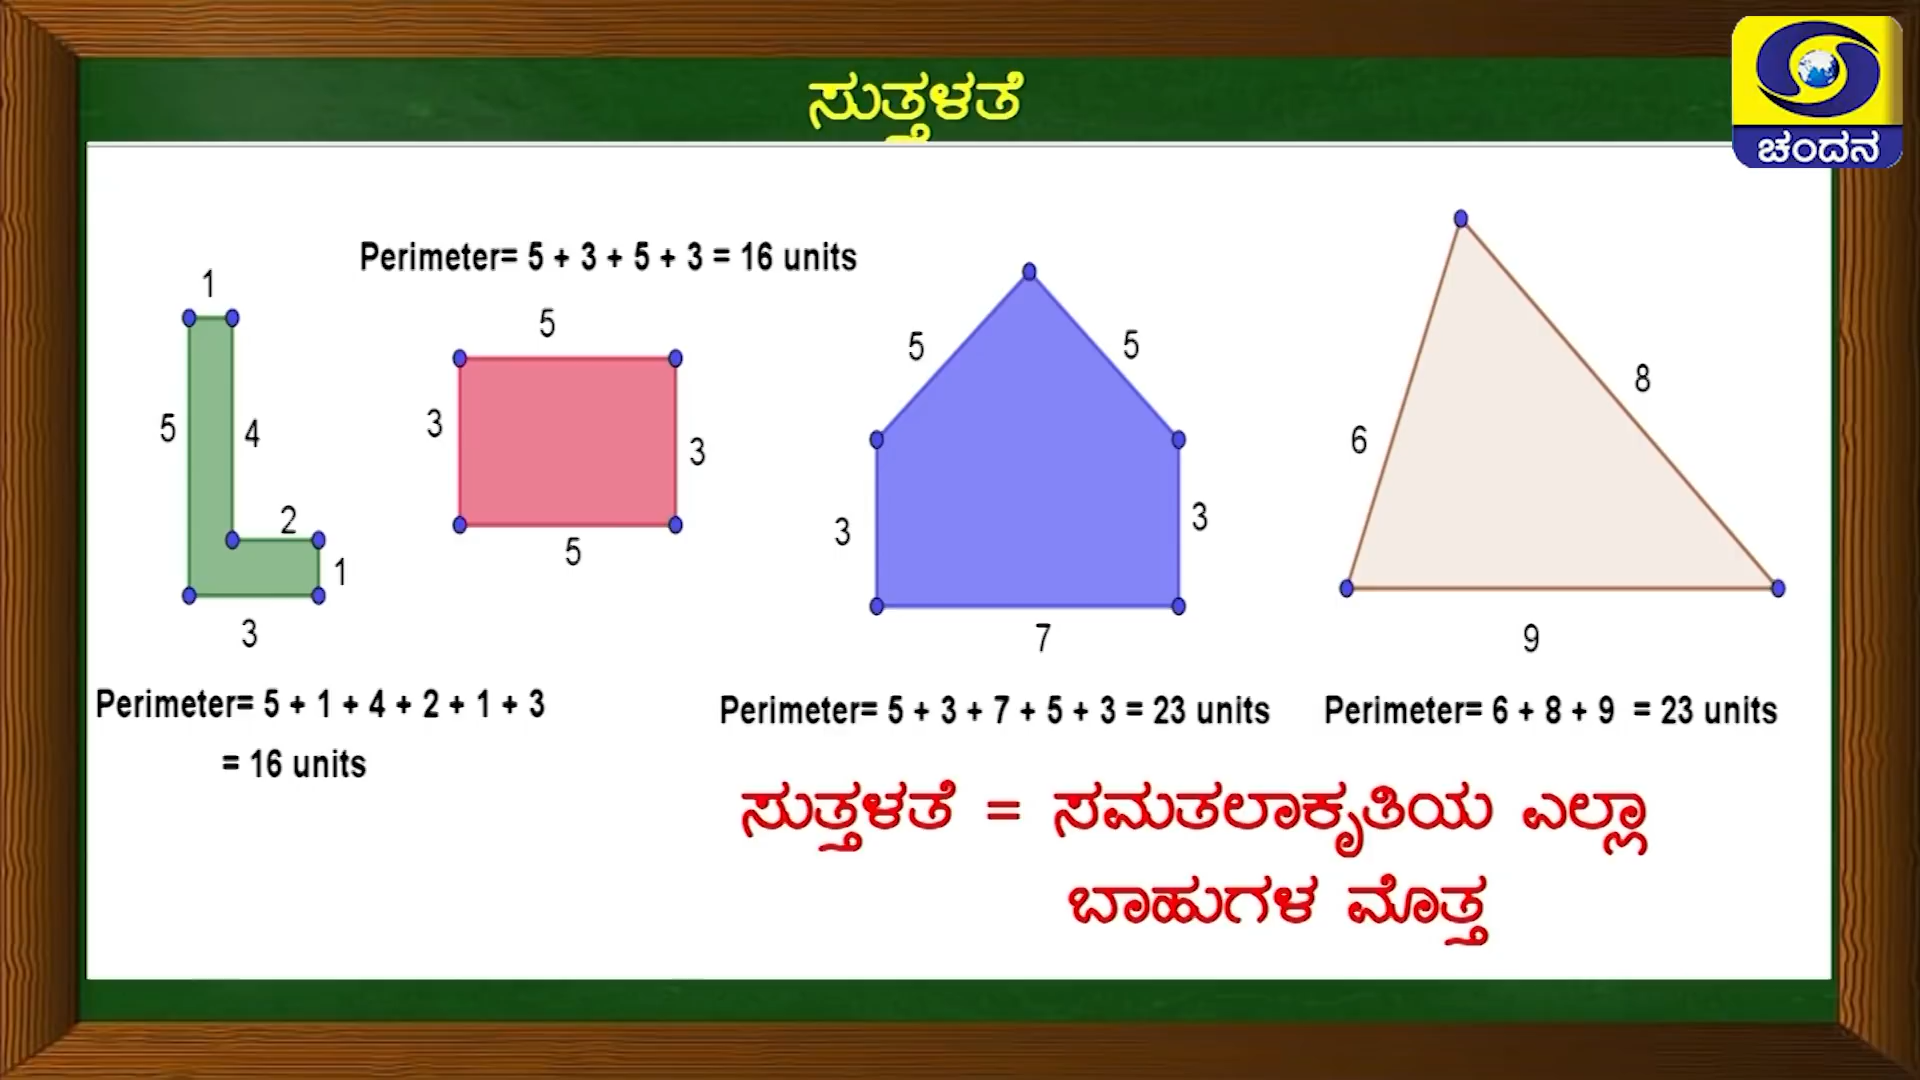 ಸುತ್ತಳತೆ
ಚಂದನ
Perimeter= 5 + 3 + 5 + 3 = 16 units
1
5
4
2
1
3
5
3
3
5
5
5
3
3
7
6
8
9
Perimeter= 5 + 1 + 4 + 2 + 1 + 3
= 16 units
Perimeter= 5 + 3 + 7 + 5 + 3 = 23 units
Perimeter= 6 + 8 + 9 = 23 units
ಸುತ್ತಳತೆ = ಸಮತಲಾಕೃತಿಯ ಎಲ್ಲಾ
ಬಾಹುಗಳ ಮೊತ್ತ